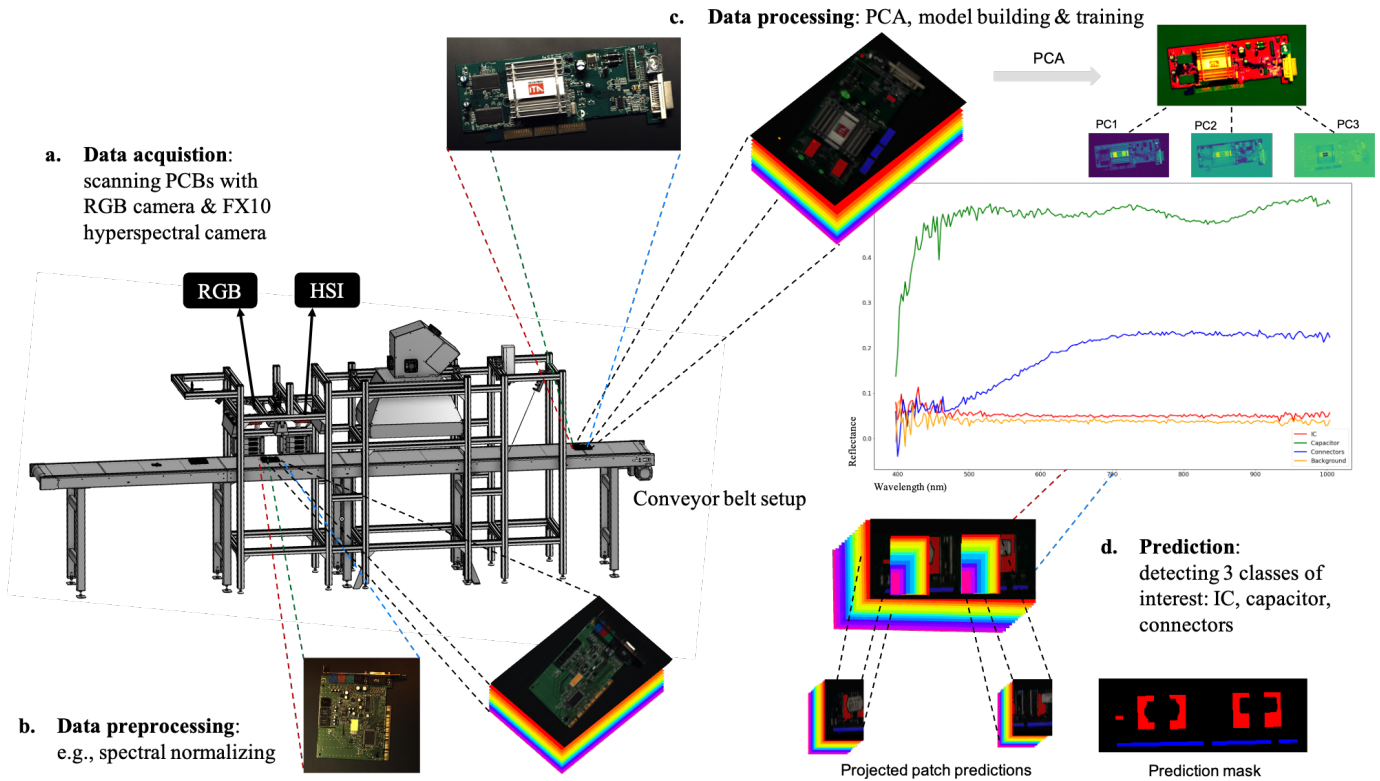 c. Data processing: PCA, model building & training
PCA
PC1
PC2
PC3
a. Data acquistion:
scanning PCBs with
RGB camera & FX10
hyperspectral camera
RGB
HSI
ATI
Conveyor belt setup
0.4
0.3
0.2
0.1
0.0
Reflectance
IC
Capacitor
Connectors
Background
400
500
600
700
800
900
1000
Wavelength (nm)
d. Prediction:
detecting 3 classes of
interest: IC, capacitor,
connectors
b. Data preprocessing:
e.g., spectral normalizing
Projected patch predictions
Prediction mask